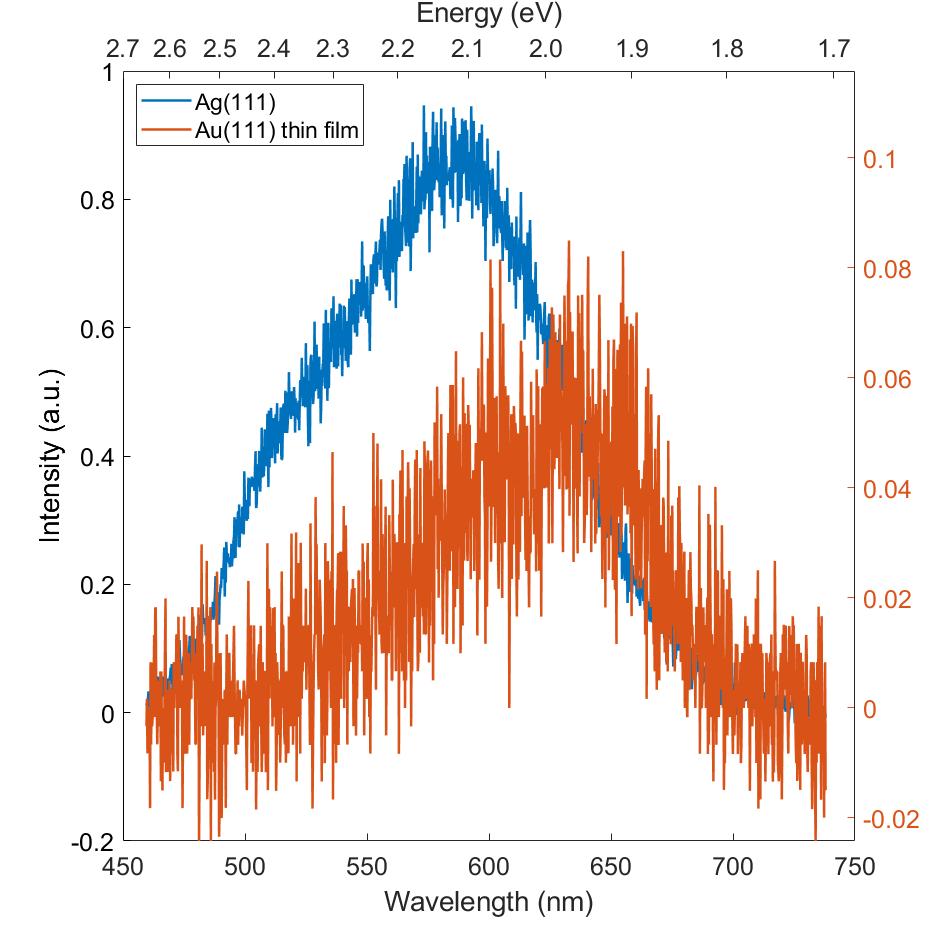 Energy (eV)
2.7 2.6 2.5 2.4 2.3 2.2 2.1 2.0 1.9 1.8 1.7
Ag(111)
Au(111) thin film
Intensity (a.u.)
1
0.8
0.6
0.4
0.2
0
-0.2
0.1
0.08
0.06
0.04
0.02
0
-0.02
450 500 550 600 650 700 750
Wavelength (nm)